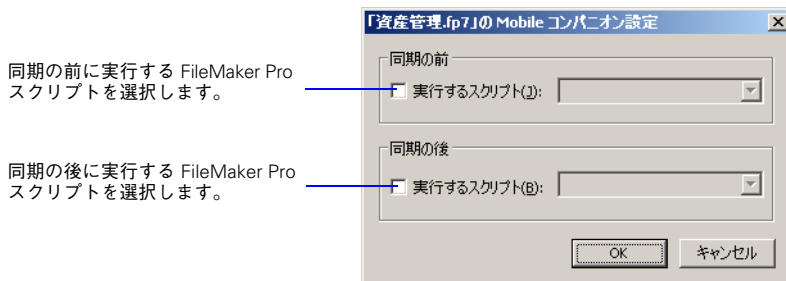 「資産管理.fp7」の Mobile コンパニオン設定
同期の前に実行する FileMaker Pro
スクリプトを選択します。
同期の前
実行するスクリプト(J):
同期の後に実行する FileMaker Pro
スクリプトを選択します。
同期の後
実行するスクリプト(B):
OK
キャンセル